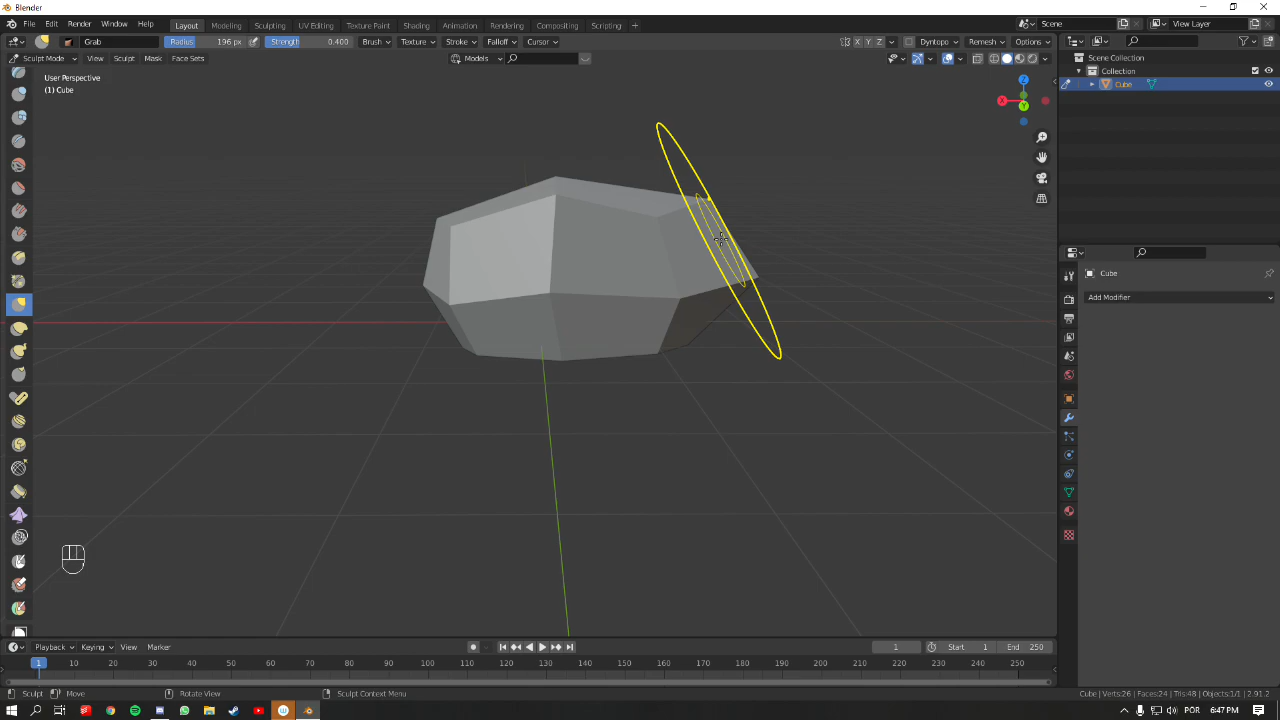 Blender
File Edit Render Window Help Layout Modeling Sculpting UV Editing Texture Paint Shading Animation Rendering Compositing Scripting + Scene View Layer
Grab Radius 196 px Strength 0.400 Brush Texture Stroke Falloff Cursor X Y Z Dyntopo Remesh Options
Sculpt Mode View Sculpt Mask Face Sets Models Scene Collection
Collection
User Perspective
(1) Cube Cube
Z
X
Y
Cube
Add Modifier
Playback Keying View Marker 1 Start 1 End 250
1 10 20 30 40 50 60 70 80 90 100 110 120 130 140 150 160 170 180 190 200 210 220 230 240 250
Sculpt Move Rotate View Sculpt Context Menu Cube | Verts:26 | Faces:24 | Tris:48 | Objects:1/1 | 2.91.2
POR 6:47 PM